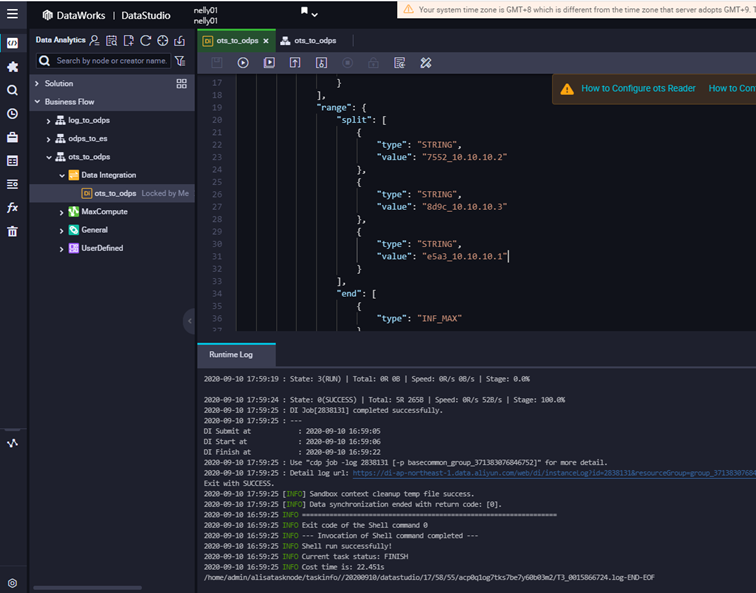 DataWorks | DataStudio
nelly01
nelly01
Your system time zone is GMT+8 which is different from the time zone that server adopts GMT+9. T
Data Analytics
Search by node or creator name.
Solution
Business Flow
log_to_odps
odps_to_es
ots_to_odps
Data Integration
DI ots_to_odps Locked by Me
MaxCompute
General
UserDefined
DI ots_to_odps ×
ots_to_odps
How to Configure ots Reader How to Con
17 }
18 ],
19 "range": {
20 "split": [
21 {
22 "type": "STRING",
23 "value": "7552_10.10.10.2"
24 },
25 {
26 "type": "STRING",
27 "value": "8d9c_10.10.10.3"
28 },
29 {
30 "type": "STRING",
31 "value": "e5a3_10.10.10.1"
32 }
33 ],
34 "end": [
35 {
36 "type": "INF_MAX"
37 }
Runtime Log
2020-09-10 17:59:19 : State: 3(RUN) | Total: 0R 0B | Speed: 0R/s 0B/s | Stage: 0.0%
2020-09-10 17:59:24 : State: 0(SUCCESS) | Total: 5R 265B | Speed: 0R/s 52B/s | Stage: 100.0%
2020-09-10 17:59:25 : DI Job[2838131] completed successfully.
2020-09-10 17:59:25 : ---
DI Submit at : 2020-09-10 16:59:05
DI Start at : 2020-09-10 16:59:06
DI Finish at : 2020-09-10 16:59:22
2020-09-10 17:59:25 : Use "cdp job -log 2838131 [-p basecommon_group_371383076846752]" for more detail.
2020-09-10 17:59:25 : Detail log url: https://di-ap-northeast-1.data.aliyun.com/web/di/instanceLog?id=2838131&resourceGroup=group_37138307684
Exit with SUCCESS.
2020-09-10 17:59:25 [INFO] Sandbox context cleanup temp file success.
2020-09-10 17:59:25 [INFO] Data synchronization ended with return code: [0].
2020-09-10 17:59:25 INFO ================================================================
2020-09-10 17:59:25 INFO Exit code of the Shell command 0
2020-09-10 17:59:25 INFO --- Invocation of Shell command completed ---
2020-09-10 17:59:25 INFO Shell run successfully!
2020-09-10 17:59:25 INFO Current task status: FINISH
2020-09-10 17:59:25 INFO Cost time is: 22.451s
/home/admin/alisatasknode/taskinfo//20200910/datastudio/17/58/55/acp0qlog7tks7be7y60b03m2/T3_0015866724.log-END-EOF